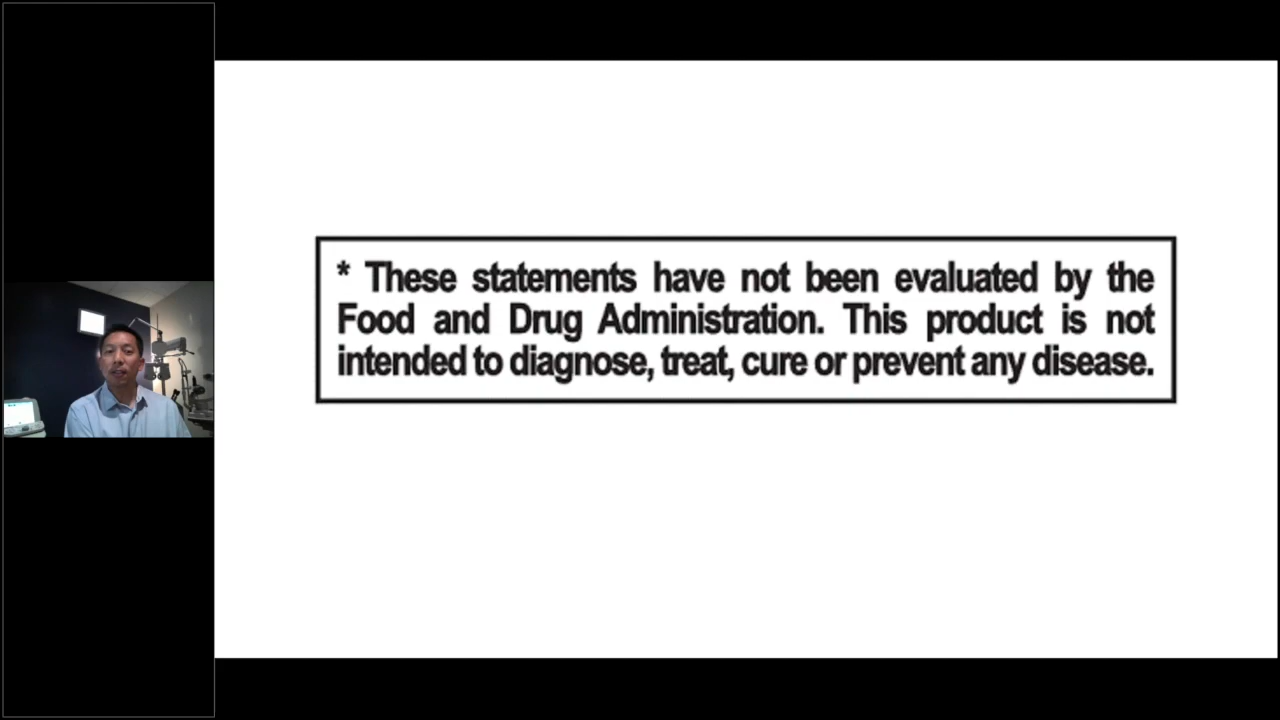 * These statements have not been evaluated by the
Food and Drug Administration. This product is not
intended to diagnose, treat, cure or prevent any disease.